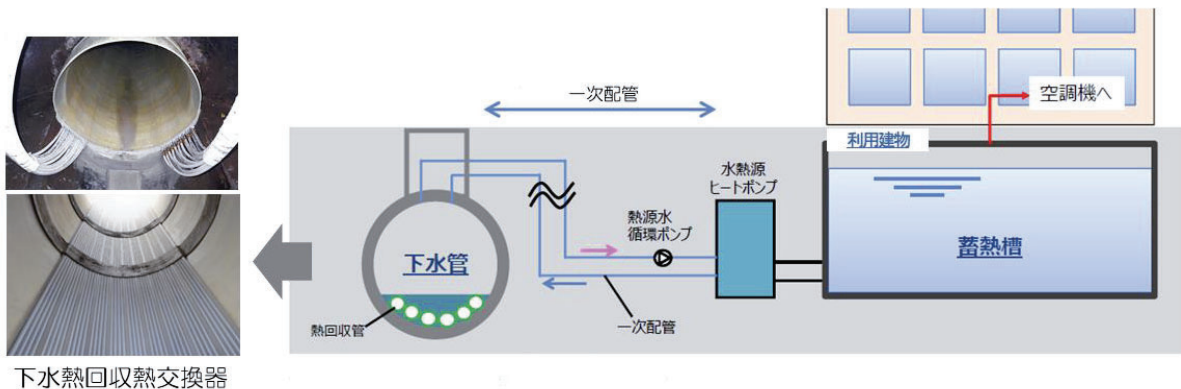 一次配管
空調機へ
利用建物
水熱源
ヒートポンプ
熱源水
循環ポンプ
下水管
蓄熱槽
熱回収管
一次配管
下水熱回収熱交換器